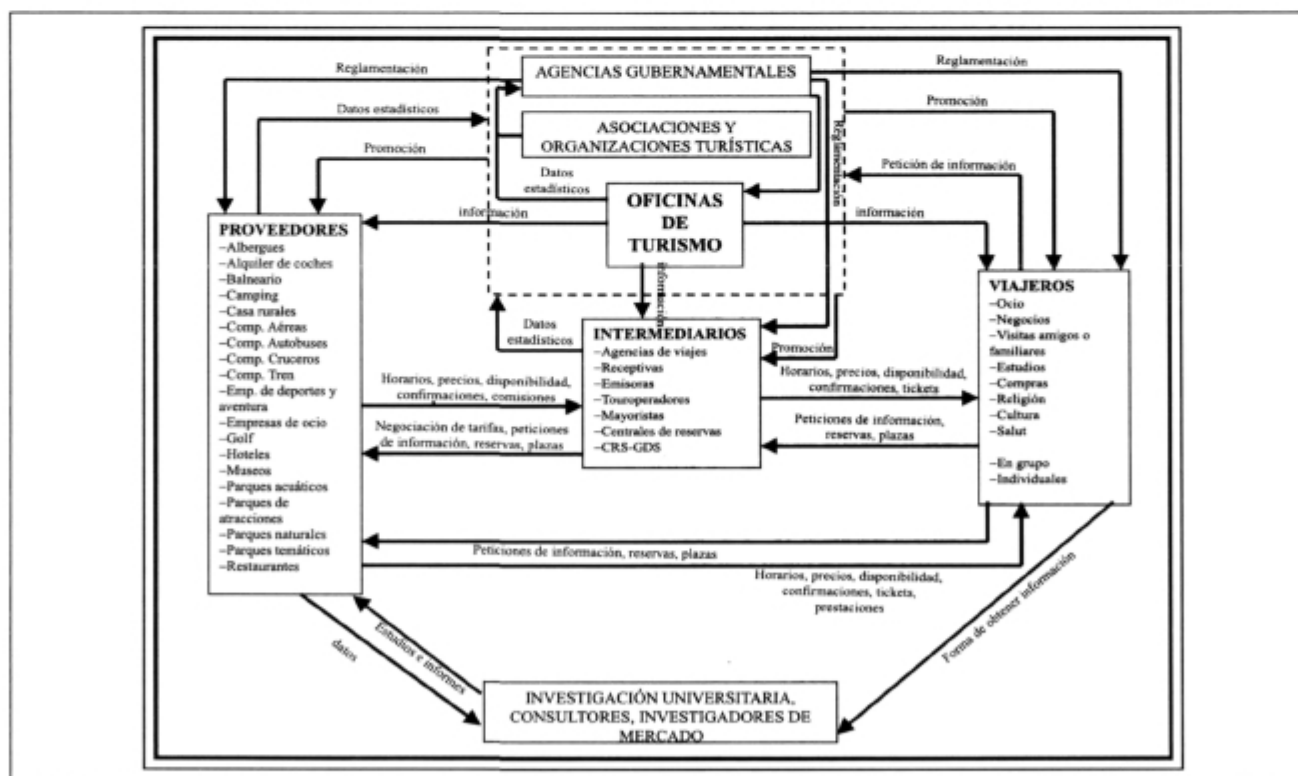 Reglamentación
AGENCIAS GUBERNAMENTALES
Reglamentación
Datos estadísticos
Promoción
ASOCIACIONES Y
ORGANIZACIONES TURÍSTICAS
Reglamentación
Promoción
Datos
estadísticos
Petición de información
información
OFICINAS
DE
TURISMO
información
información
PROVEEDORES
–Albergues
–Alquiler de coches
–Balneario
–Camping
–Casa rurales
–Comp. Aéreas
–Comp. Autobuses
–Comp. Cruceros
–Comp. Tren
–Emp. de deportes y
aventura
–Empresas de ocio
–Golf
–Hoteles
–Museos
–Parques acuáticos
–Parques de
atracciones
–Parques naturales
–Parques temáticos
–Restaurantes
Datos
estadísticos
INTERMEDIARIOS
–Agencias de viajes
–Receptivas
–Emisoras
–Touroperadores
–Mayoristas
–Centrales de reservas
–CRS-GDS
Promoción
VIAJEROS
–Ocio
–Negocios
–Visitas amigos o
familiares
–Estudios
–Compras
–Religión
–Cultura
–Salut
–En grupo
–Individuales
Horarios, precios, disponibilidad,
confirmaciones, comisiones
Negociación de tarifas, peticiones
de información, reservas, plazas
Horarios, precios, disponibilidad,
confirmaciones, tickets
Peticiones de información,
reservas, plazas
Peticiones de información, reservas, plazas
Horarios, precios, disponibilidad,
confirmaciones, tickets,
prestaciones
datos
Estudios e informes
Forma de obtener información
INVESTIGACIÓN UNIVERSITARIA,
CONSULTORES, INVESTIGADORES DE
MERCADO